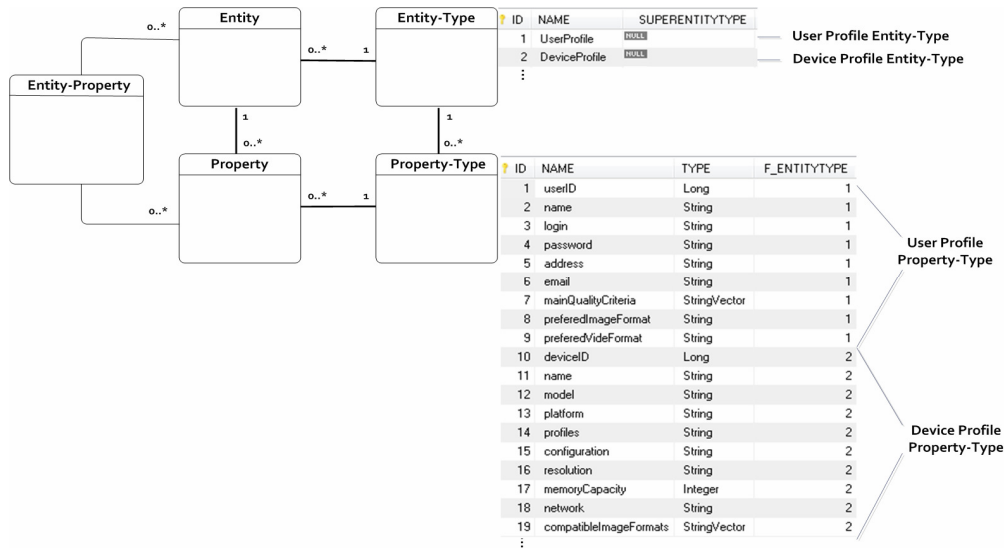 Entity
Entity-Type
Entity-Property
Property
Property-Type
0..*
0..*
1
1
0..*
1
0..*
0..*
0..*
1
ID NAME SUPERENTITYTYPE
1 UserProfile NULL
2 DeviceProfile NULL
User Profile Entity-Type
Device Profile Entity-Type
ID NAME TYPE F_ENTITYTYPE
1 userID Long 1
2 name String 1
3 login String 1
4 password String 1
5 address String 1
6 email String 1
7 mainQualityCriteria StringVector 1
8 preferedImageFormat String 1
9 preferedVideFormat String 1
10 deviceID Long 2
11 name String 2
12 model String 2
13 platform String 2
14 profiles String 2
15 configuration String 2
16 resolution String 2
17 memoryCapacity Integer 2
18 network String 2
19 compatibleImageFormats StringVector 2
User Profile
Property-Type
Device Profile
Property-Type